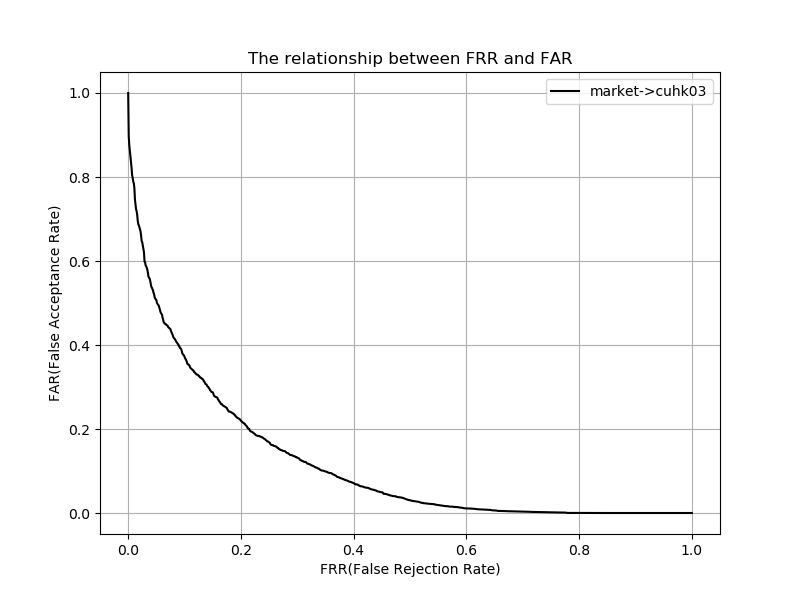 The relationship between FRR and FAR
market->cuhk03
1.0
0.8
0.6
0.4
0.2
0.0
FAR(False Acceptance Rate)
0.0 0.2 0.4 0.6 0.8 1.0
FRR(False Rejection Rate)